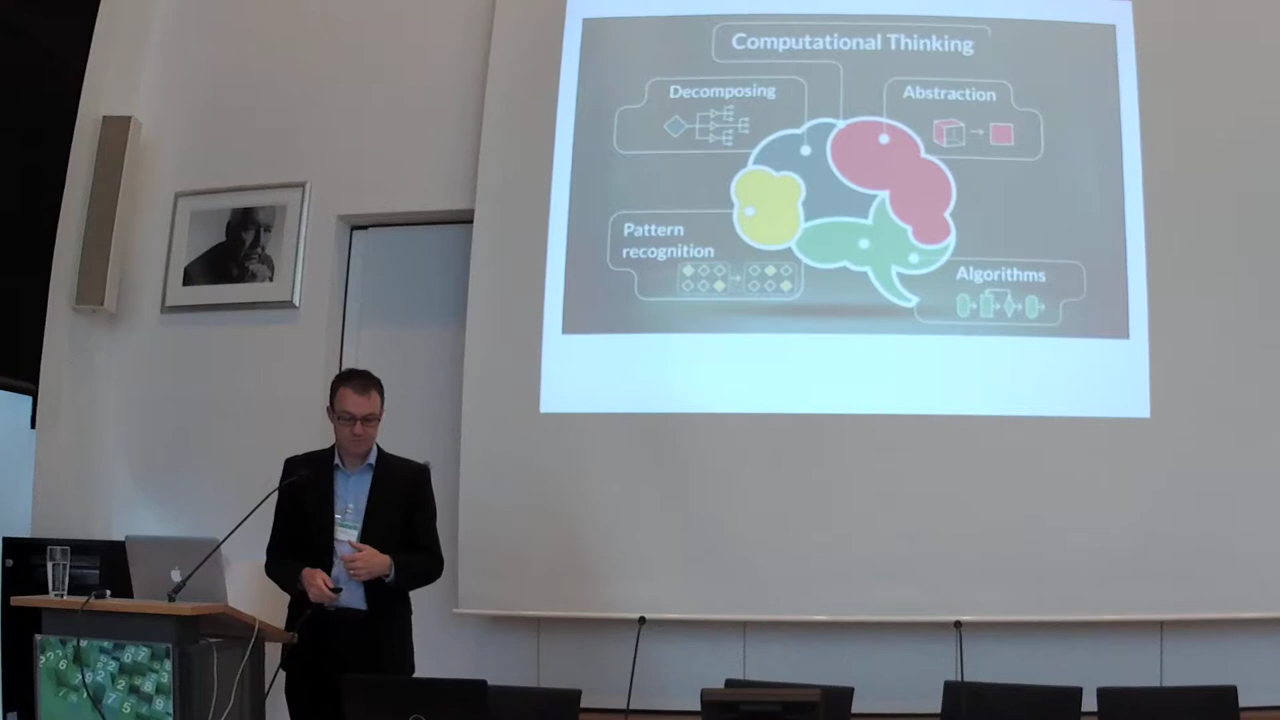 Computational Thinking
Decomposing
Abstraction
Pattern
recognition
Algorithms